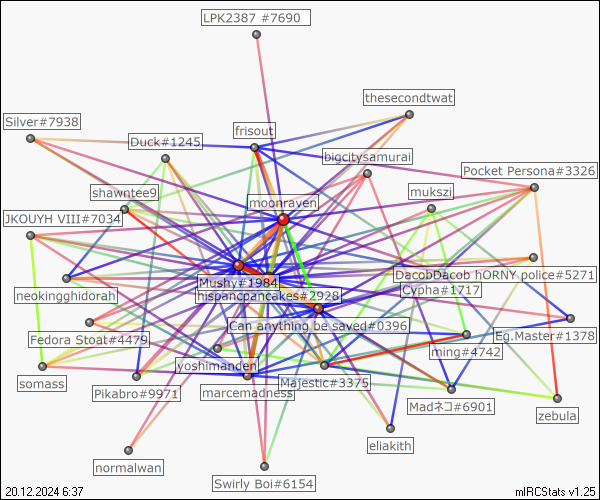 LPK2387 #7690
thesecondtwat
Silver#7938
frisout
Duck#1245
bigcitysamurai
Pocket Persona#3326
shawntee9
mukszi
moonraven
JKOUYH VIII#7034
DacobDacob hORNY police#5271
Mushy#1984
Cypha#1717
neokingghidorah
hispancpancakes#2928
Can anything be saved#0396
Eg.Master#1378
Fedora Stoat#4479
ming#4742
yoshimanden
somass
Majestic#3375
Pikabro#9971
marcemadness
Madネコ#6901
zebula
eliakith
normalwan
Swirly Boi#6154
20.12.2024 6:37
mIRCStats v1.25